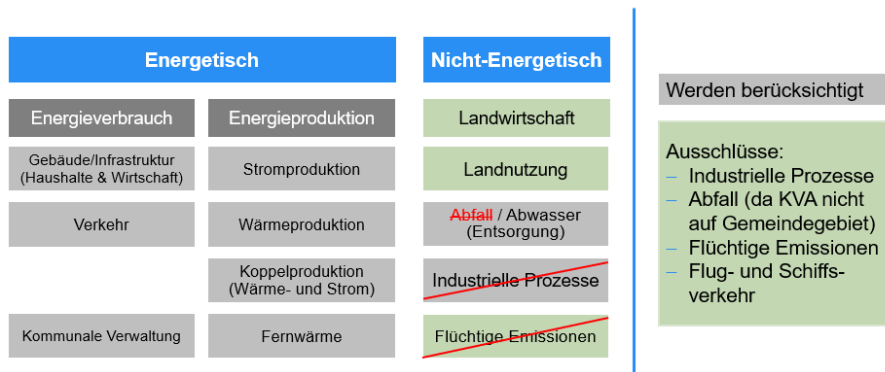 Energetisch
Nicht-Energetisch
Energieverbrauch
Energieproduktion
Landwirtschaft
Gebäude/Infrastruktur
(Haushalte & Wirtschaft)
Stromproduktion
Landnutzung
Verkehr
Wärmeproduktion
Abfall / Abwasser
(Entsorgung)
Koppelproduktion
(Wärme- und Strom)
Industrielle Prozesse
Kommunale Verwaltung
Fernwärme
Flüchtige Emissionen
Werden berücksichtigt
Ausschlüsse:
– Industrielle Prozesse
– Abfall (da KVA nicht
auf Gemeindegebiet)
– Flüchtige Emissionen
– Flug- und Schiffs-
verkehr